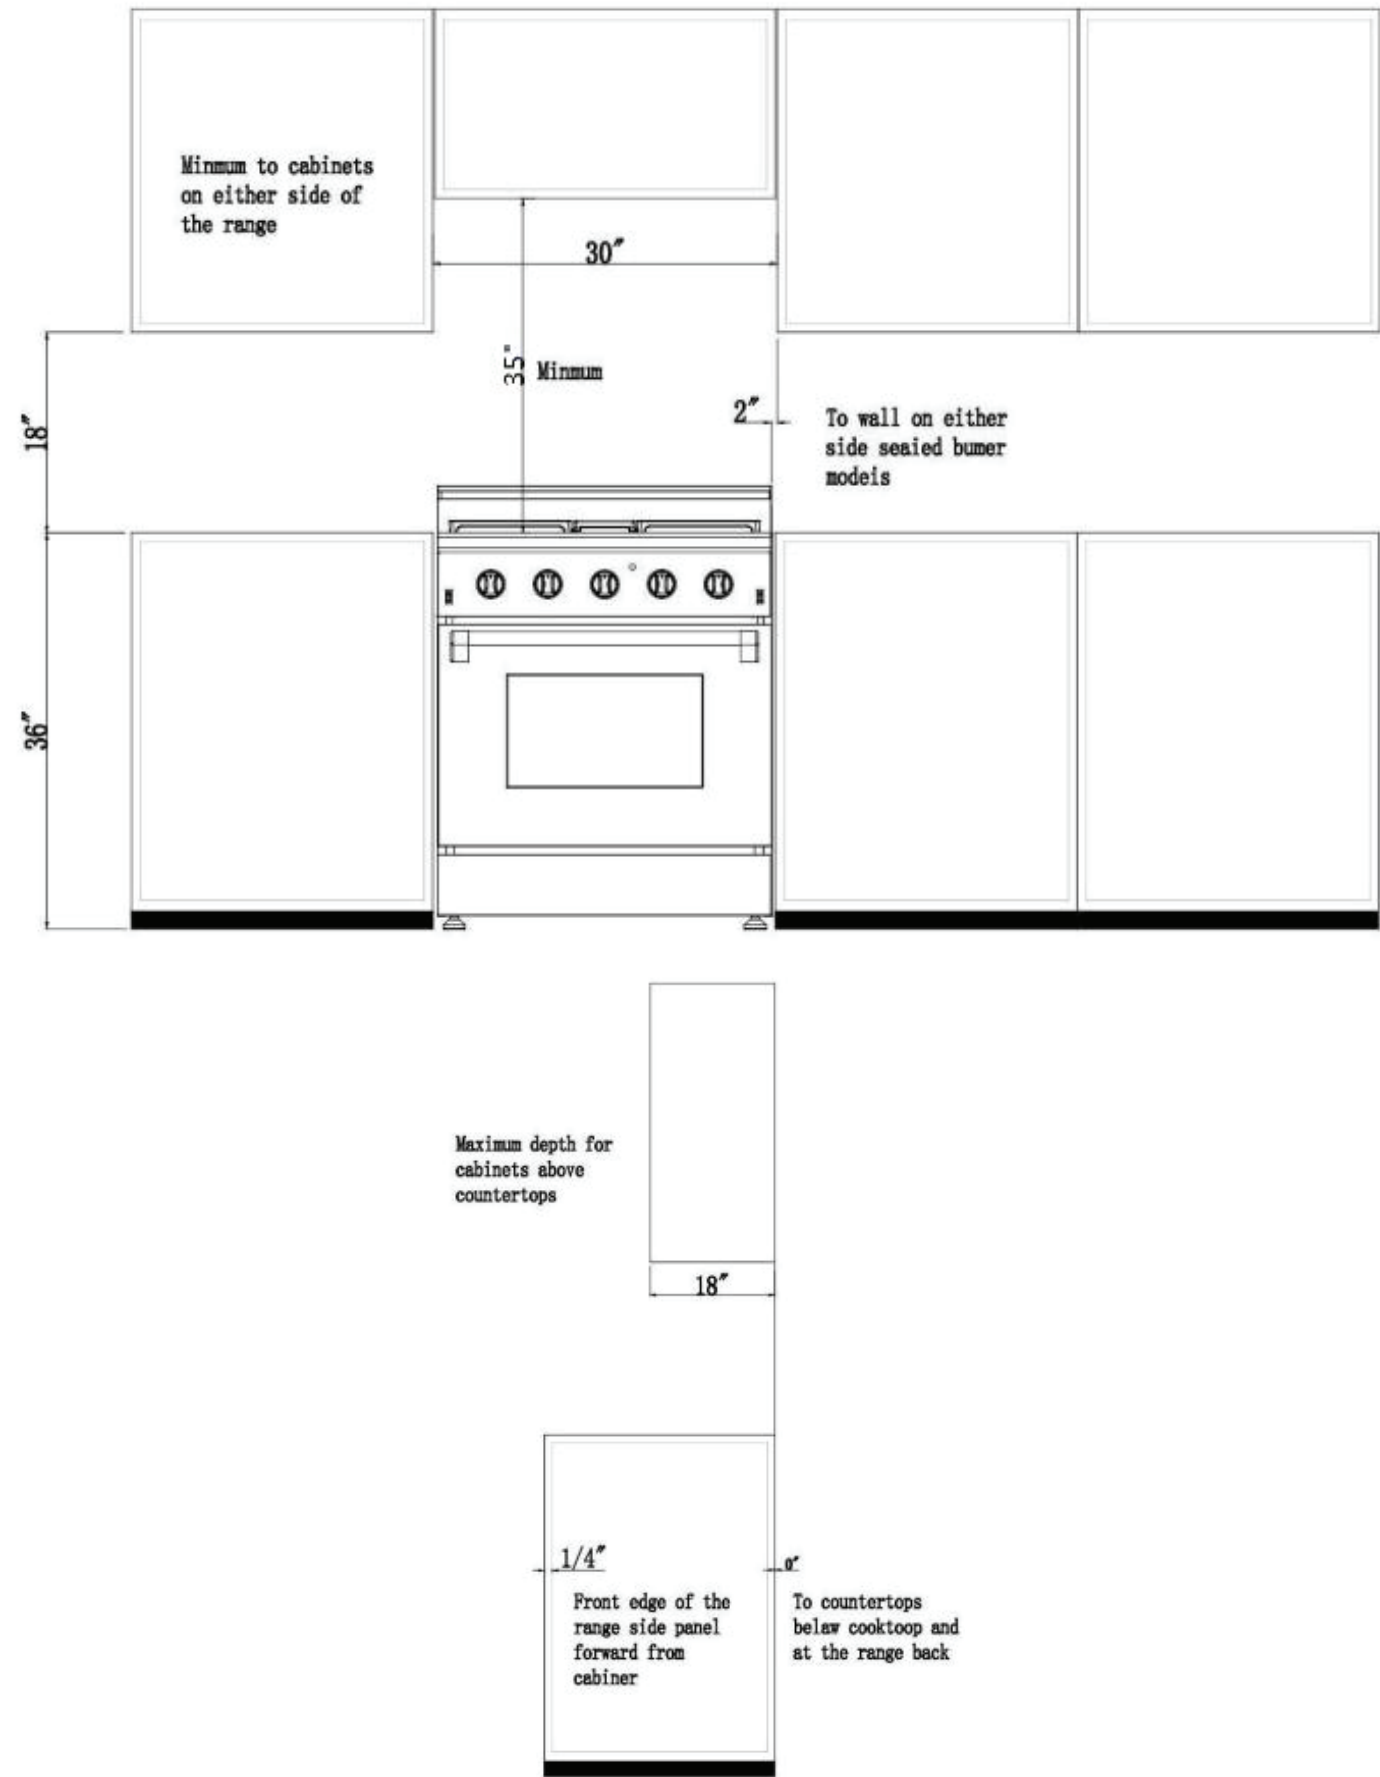 Minmum to cabinets
on either side of
the range
30″
35"
Minmum
2″
To wall on either
side seaied bumer
modeis
18″
36″
Maximum depth for
cabinets above
countertops
18″
1/4″
0″
Front edge of the
range side panel
forward from
cabiner
To countertops
belaw cooktoop and
at the range back